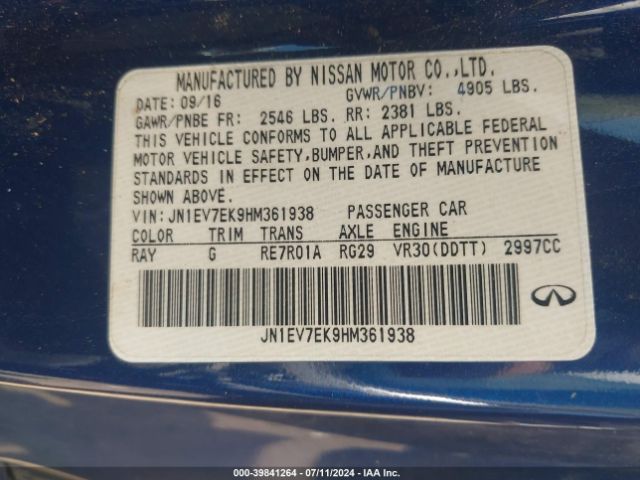 MANUFACTURED BY NISSAN MOTOR CO.,LTD.
DATE: 09/16 GVWR/PNBV: 4905 LBS.
GAWR/PNBE FR: 2546 LBS. RR: 2381 LBS.
THIS VEHICLE CONFORMS TO ALL APPLICABLE FEDERAL
MOTOR VEHICLE SAFETY,BUMPER,AND THEFT PREVENTION
STANDARDS IN EFFECT ON THE DATE OF MANUFACTURE
SHOWN ABOVE.
VIN: JN1EV7EK9HM361938 PASSENGER CAR
COLOR TRIM TRANS AXLE ENGINE
RAY G RE7R01A RG29 VR30(DDTT) 2997CC
JN1EV7EK9HM361938
000-39841264 / 07/11/2024 - IAA Inc.